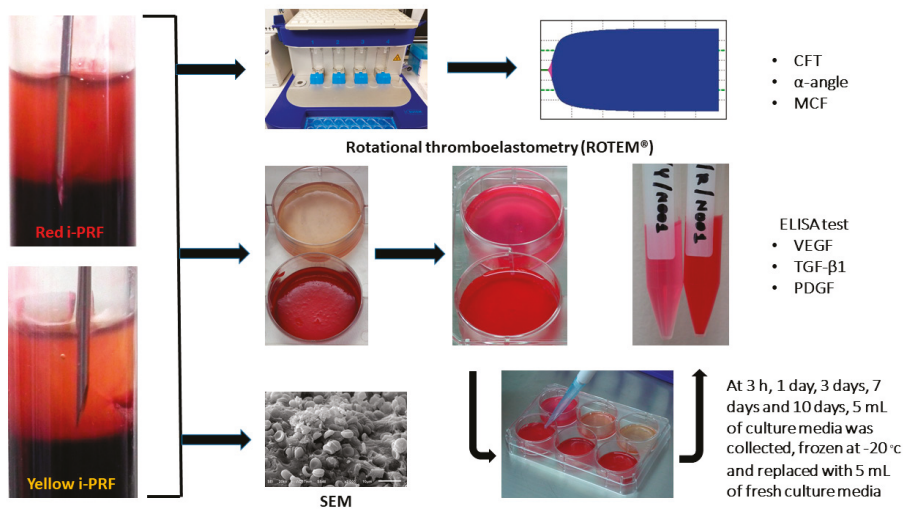 Red i-PRF
Yellow i-PRF
• CFT
• α-angle
• MCF
Rotational thromboelastometry (ROTEM®)
Y/N001
R/N001
ELISA test
• VEGF
• TGF-β1
• PDGF
SEM
At 3 h, 1 day, 3 days, 7
days and 10 days, 5 mL
of culture media was
collected, frozen at -20 °c
and replaced with 5 mL
of fresh culture media